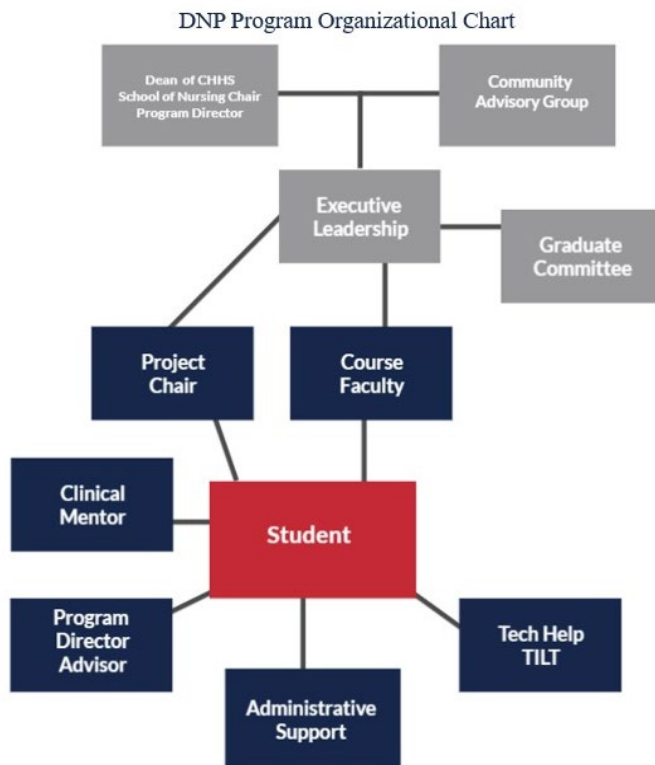 DNP Program Organizational Chart
Dean of CHHS
School of Nursing Chair
Program Director
Community
Advisory Group
Executive
Leadership
Graduate
Committee
Project
Chair
Course
Faculty
Clinical
Mentor
Student
Program
Director
Advisor
Tech Help
TILT
Administrative
Support